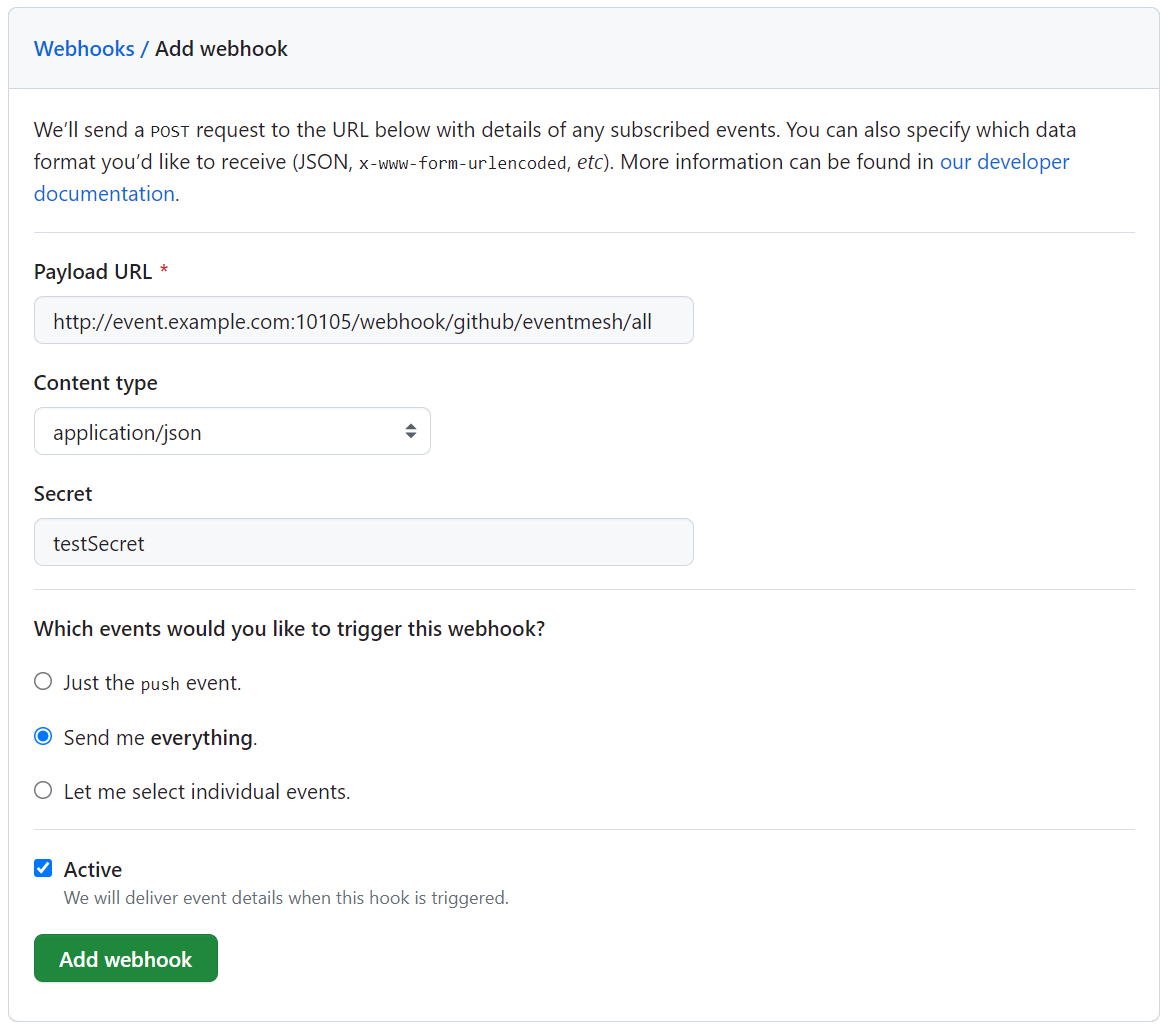 Webhooks / Add webhook
We’ll send a POST request to the URL below with details of any subscribed events. You can also specify which data
format you’d like to receive (JSON, x-www-form-urlencoded, etc). More information can be found in our developer
documentation.
Payload URL *
http://event.example.com:10105/webhook/github/eventmesh/all
Content type
application/json
Secret
testSecret
Which events would you like to trigger this webhook?
Just the push event.
Send me everything.
Let me select individual events.
Active
We will deliver event details when this hook is triggered.
Add webhook